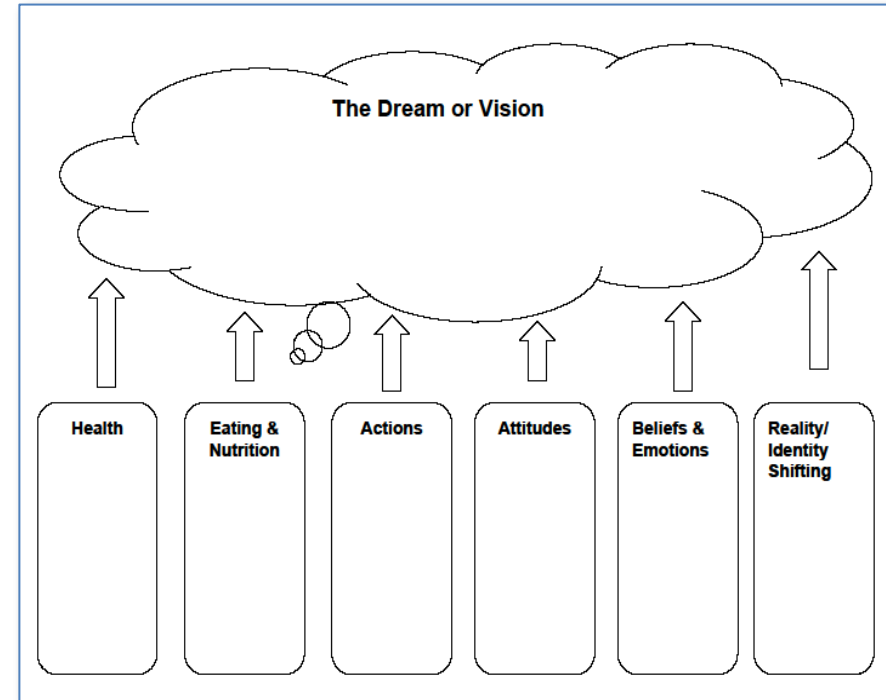 The Dream or Vision
Health
Eating &
Nutrition
Actions
Attitudes
Beliefs &
Emotions
Reality/
Identity
Shifting